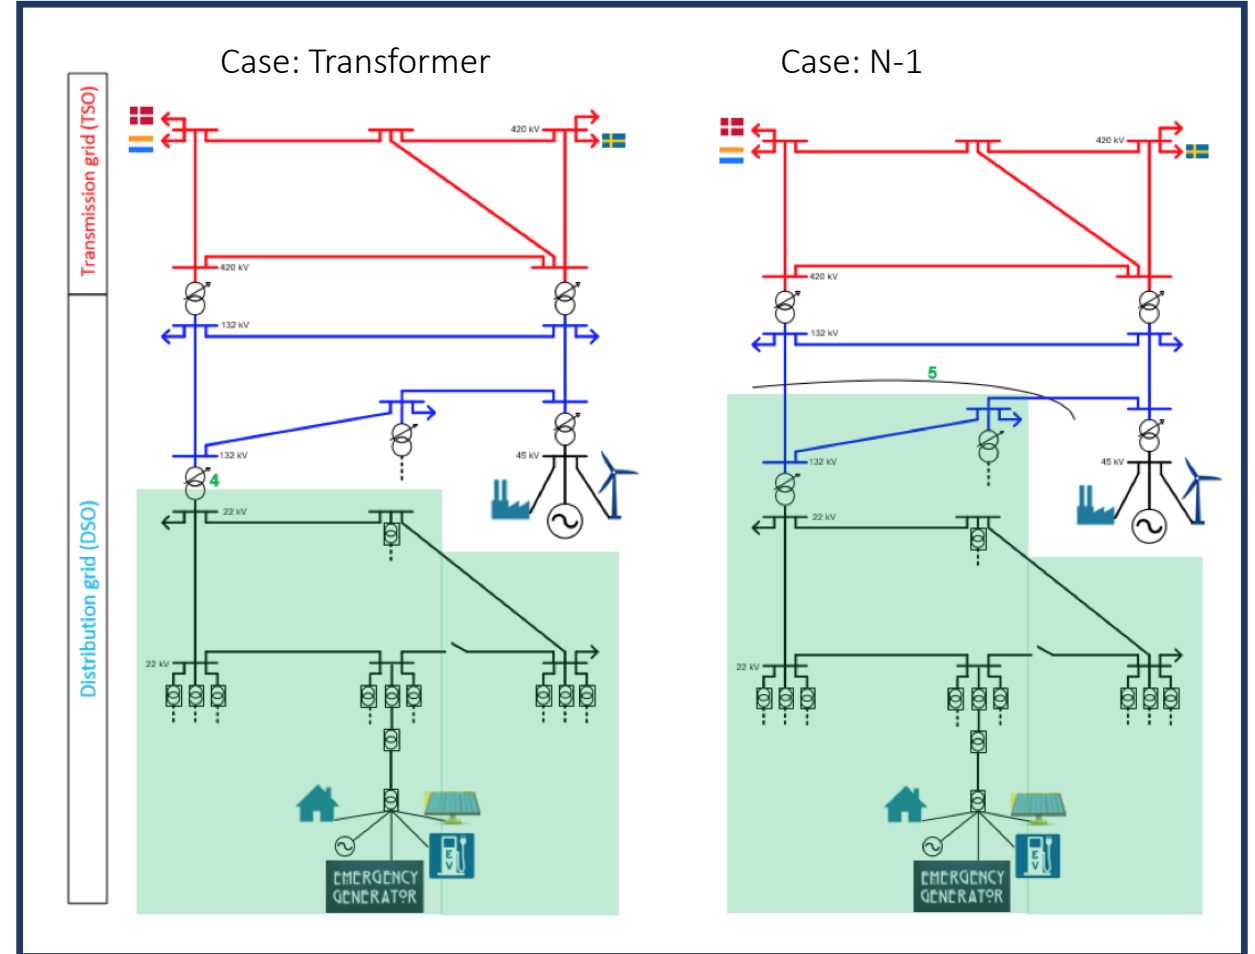 Case: Transformer
Case: N-1
Transmission grid (TSO)
Distribution grid (DSO)
420 kV
420 kV
132 kV
132 kV
4
45 kV
22 kV
22 kV
EV
EMERGENCY
GENERATOR
420 kV
420 kV
132 kV
5
132 kV
45 kV
22 kV
22 kV
EV
EMERGENCY
GENERATOR